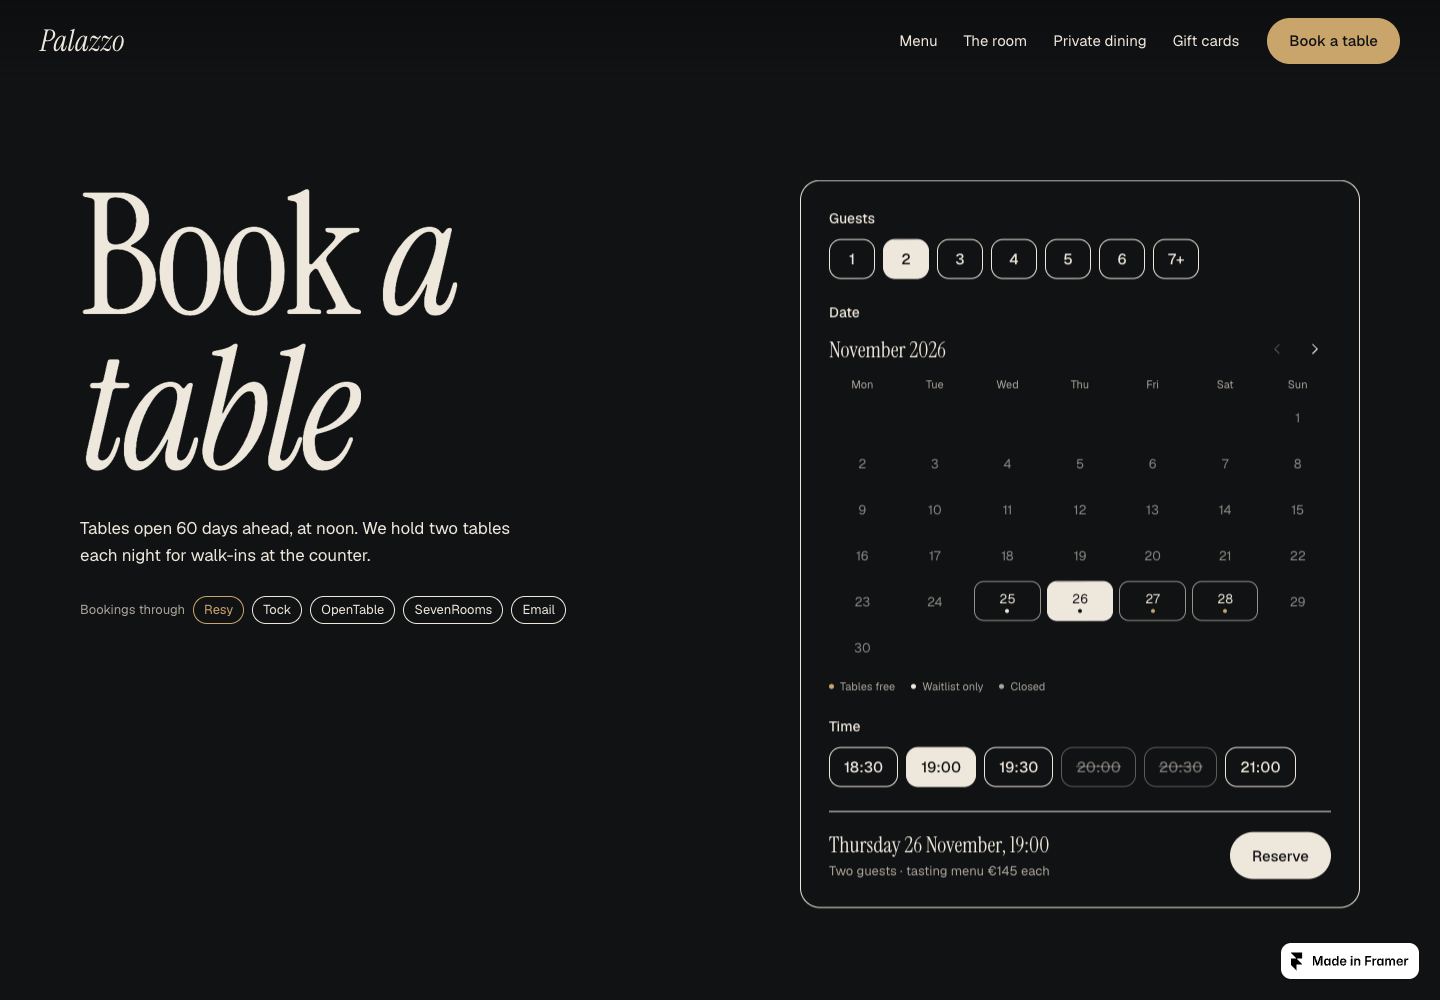 Palazzo
Menu
The room
Private dining
Gift cards
Book a table
Book a
table
Tables open 60 days ahead, at noon. We hold two tables
each night for walk-ins at the counter.
Bookings through Resy Tock OpenTable SevenRooms Email
Guests
1 2 3 4 5 6 7+
Date
November 2026
Mon Tue Wed Thu Fri Sat Sun
1
2 3 4 5 6 7 8
9 10 11 12 13 14 15
16 17 18 19 20 21 22
23 24 25 26 27 28 29
30
Tables free Waitlist only Closed
Time
18:30 19:00 19:30 20:00 20:30 21:00
Thursday 26 November, 19:00
Two guests · tasting menu €145 each
Reserve
Made in Framer